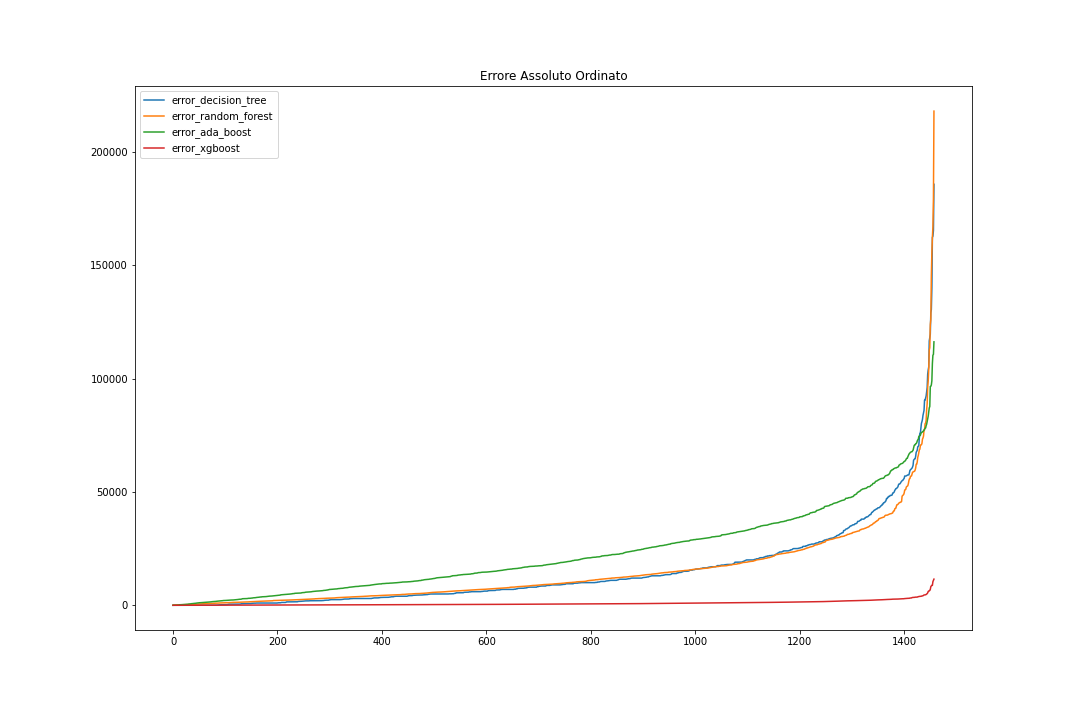 Errore Assoluto Ordinato
error_decision_tree
error_random_forest
error_ada_boost
error_xgboost
200000
150000
100000
50000
0
0 200 400 600 800 1000 1200 1400